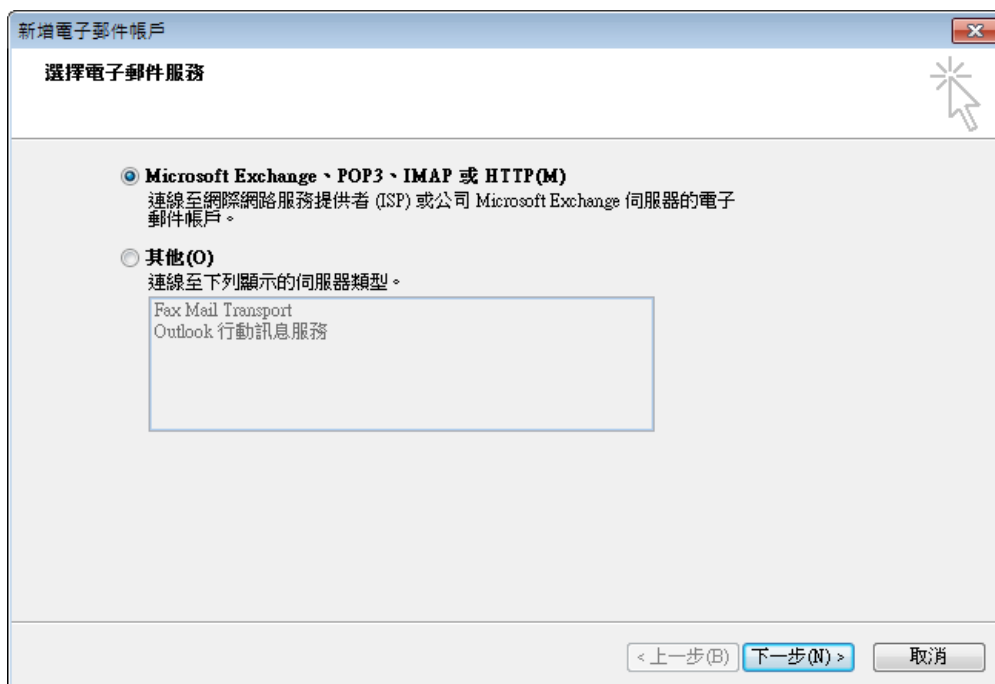 新增電子郵件帳戶
選擇電子郵件服務
Microsoft Exchange、POP3、IMAP 或 HTTP(M)
連線至網際網路服務提供者 (ISP) 或公司 Microsoft Exchange 伺服器的電子
郵件帳戶。
其他(O)
連線至下列顯示的伺服器類型。
Fax Mail Transport
Outlook 行動訊息服務
< 上一步(B) 下一步(N) > 取消